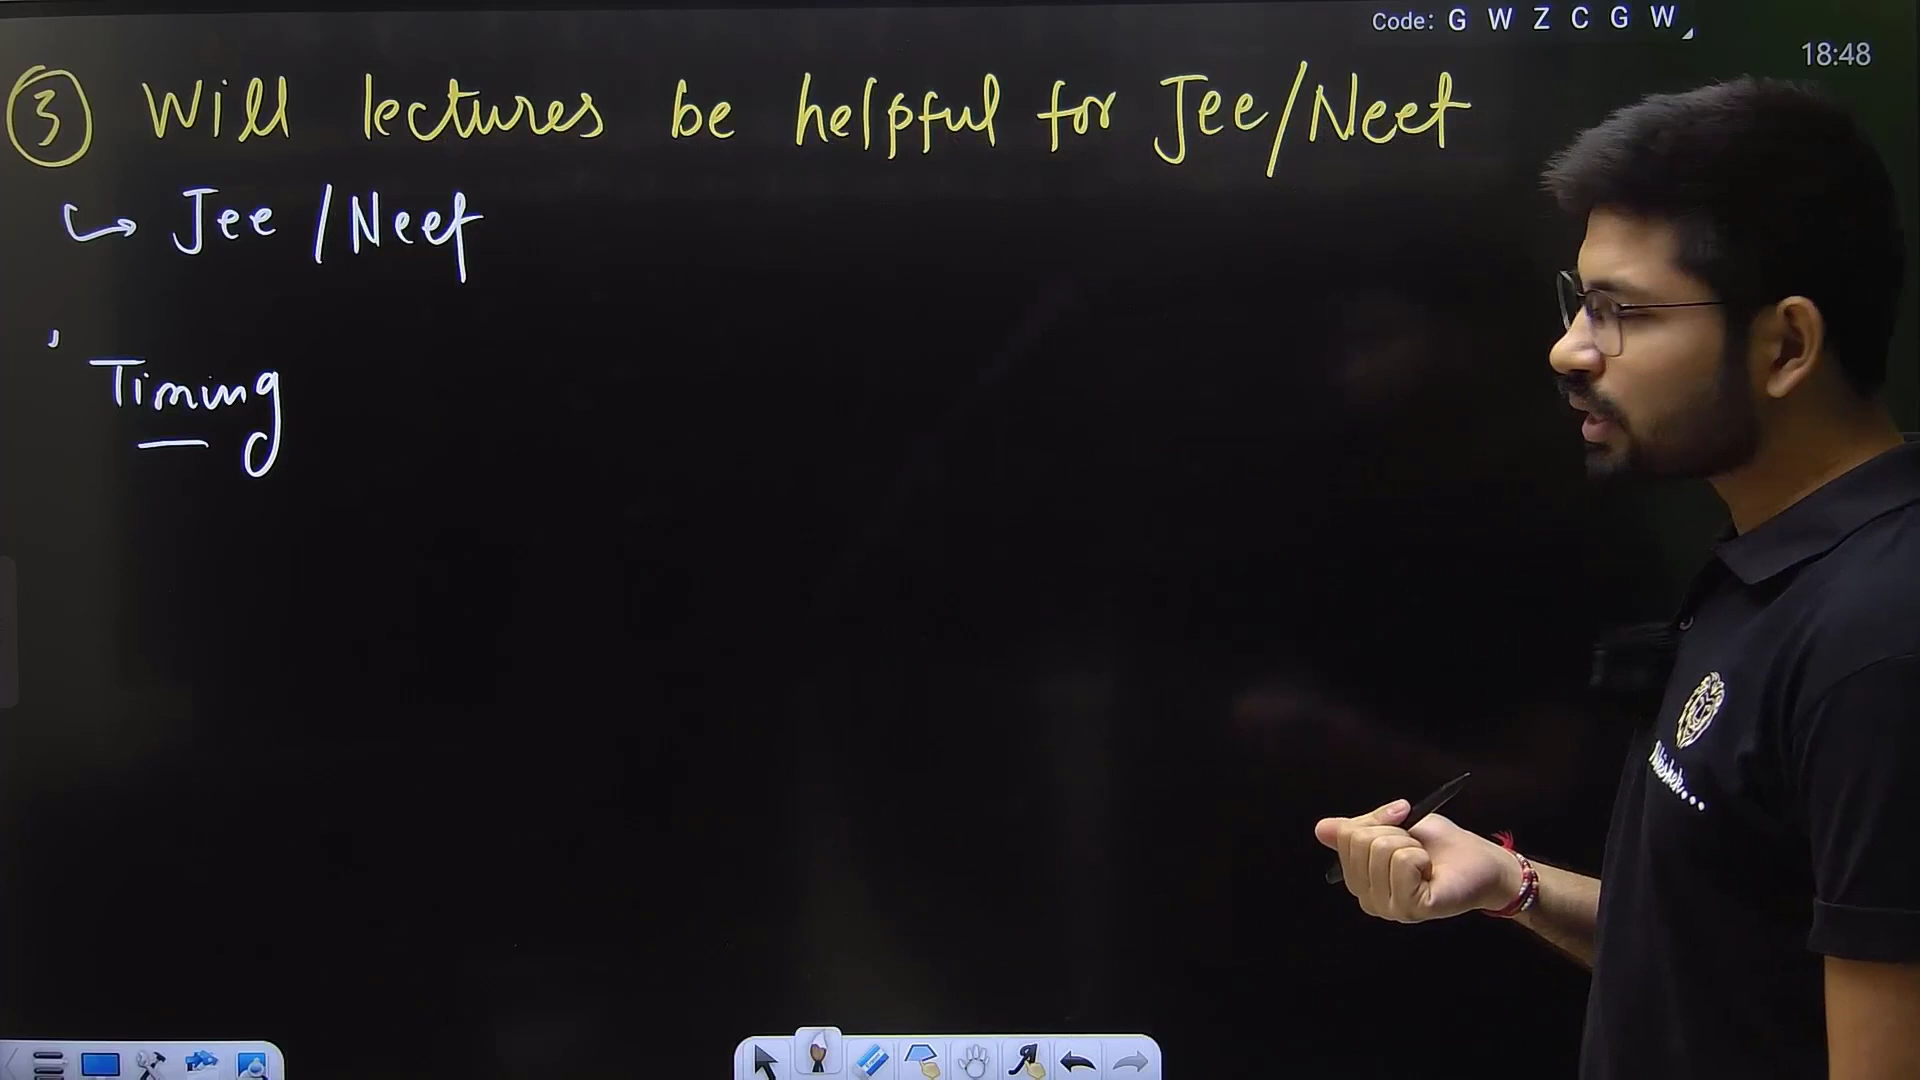 Code: G W Z C G W
18:48
③ Will lectures be helpful for Jee/Neet
↪ Jee / Neet
Timing